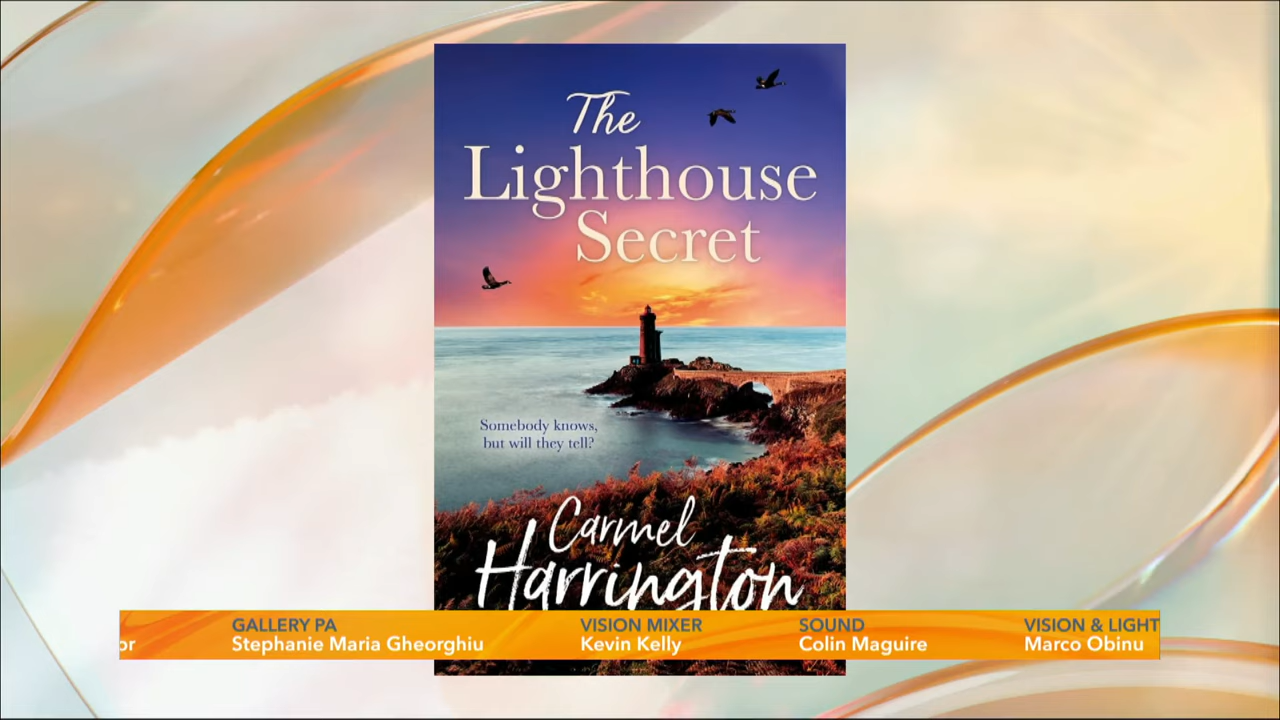 The
Lighthouse
Secret
Somebody knows,
but will they tell?
Carmel
Harrington
GALLERY PA
VISION MIXER
SOUND
VISION & LIGHT
or
Stephanie Maria Gheorghiu
Kevin Kelly
Colin Maguire
Marco Obinu